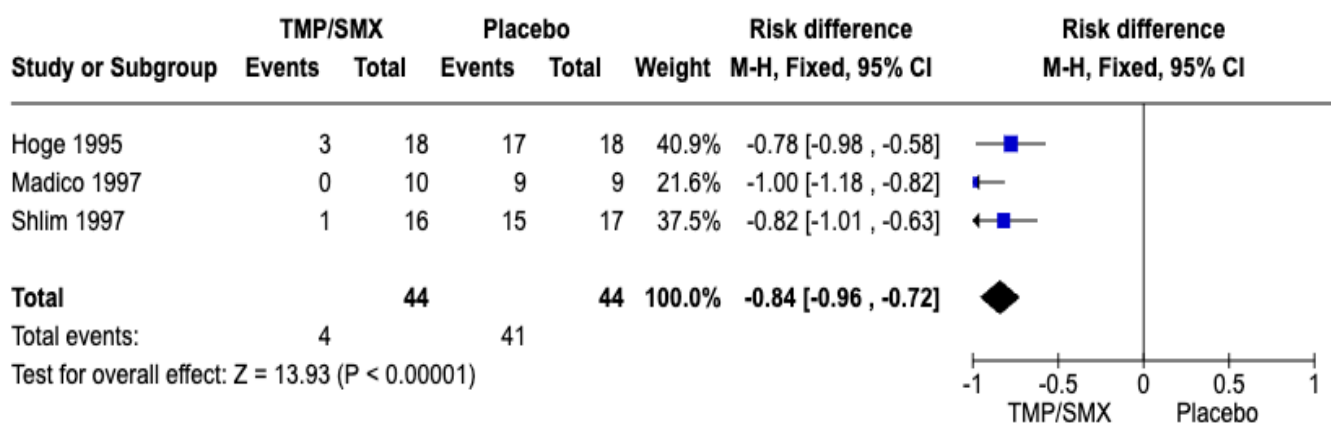 TMP/SMX Placebo Risk difference Risk difference
Study or Subgroup Events Total Events Total Weight M-H, Fixed, 95% CI M-H, Fixed, 95% CI
Hoge 1995 3 18 17 18 40.9% -0.78 [-0.98 , -0.58]
Madico 1997 0 10 9 9 21.6% -1.00 [-1.18 , -0.82]
Shlim 1997 1 16 15 17 37.5% -0.82 [-1.01 , -0.63]
Total 44 44 100.0% -0.84 [-0.96 , -0.72]
Total events: 4 41
Test for overall effect: Z = 13.93 (P < 0.00001)
-1 -0.5 0 0.5 1
TMP/SMX Placebo